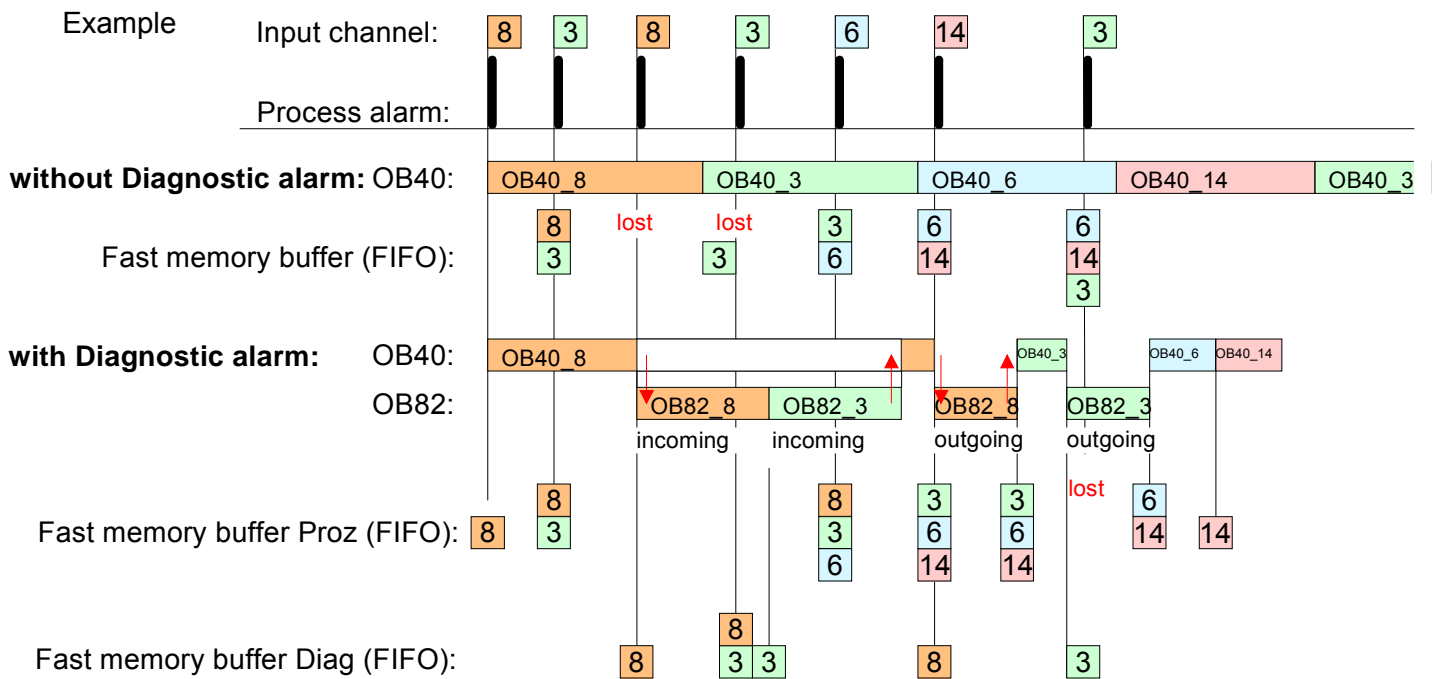 Example
Input channel: 8 3 8 3 6 14 3
Process alarm:
without Diagnostic alarm: OB40: OB40_8 OB40_3 OB40_6 OB40_14 OB40_3
8 lost lost 3 6 6
Fast memory buffer (FIFO): 3 3 6 14 14
3
with Diagnostic alarm: OB40: OB40_8 OB40_3 OB40_6 OB40_14
OB82: OB82_8 OB82_3 OB82_8 OB82_3
incoming incoming outgoing outgoing
8 8 3 3 lost 6
Fast memory buffer Proz (FIFO): 8 3 3 6 6 14 14
6 14 14
8
Fast memory buffer Diag (FIFO): 8 3 3 8 3